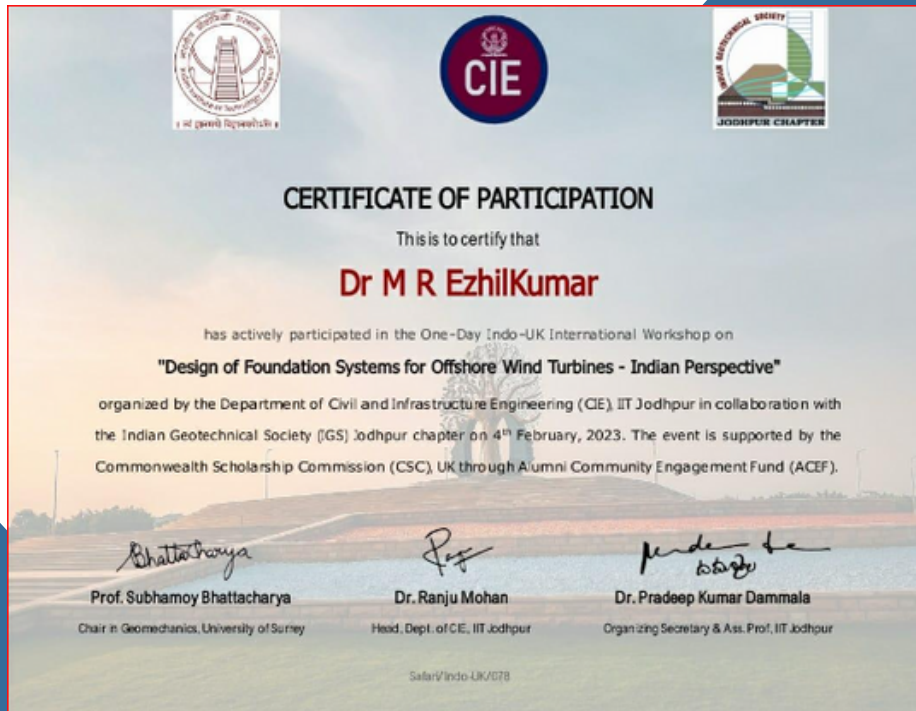 CIE
INDIAN GEOTECHNICAL SOCIETY
JODHPUR CHAPTER
CERTIFICATE OF PARTICIPATION
This is to certify that
Dr M R EzhilKumar
has actively participated in the One-Day Indo-UK International Workshop on
"Design of Foundation Systems for Offshore Wind Turbines - Indian Perspective"
organized by the Department of Civil and Infrastructure Engineering (CIE), IIT Jodhpur in collaboration with
the Indian Geotechnical Society (IGS) Jodhpur chapter on 4th February, 2023. The event is supported by the
Commonwealth Scholarship Commission (CSC), UK through Alumni Community Engagement Fund (ACEF).
Bhattacharya
Prof. Subhamoy Bhattacharya
Dr. Ranju Mohan
Dr. Pradeep Kumar Dammala
Chair in Geomechanics, University of Surrey
Head, Dept. of CIE, IIT Jodhpur
Organizing Secretary & Ass. Prof, IIT Jodhpur
Safari/Indo-UK/078